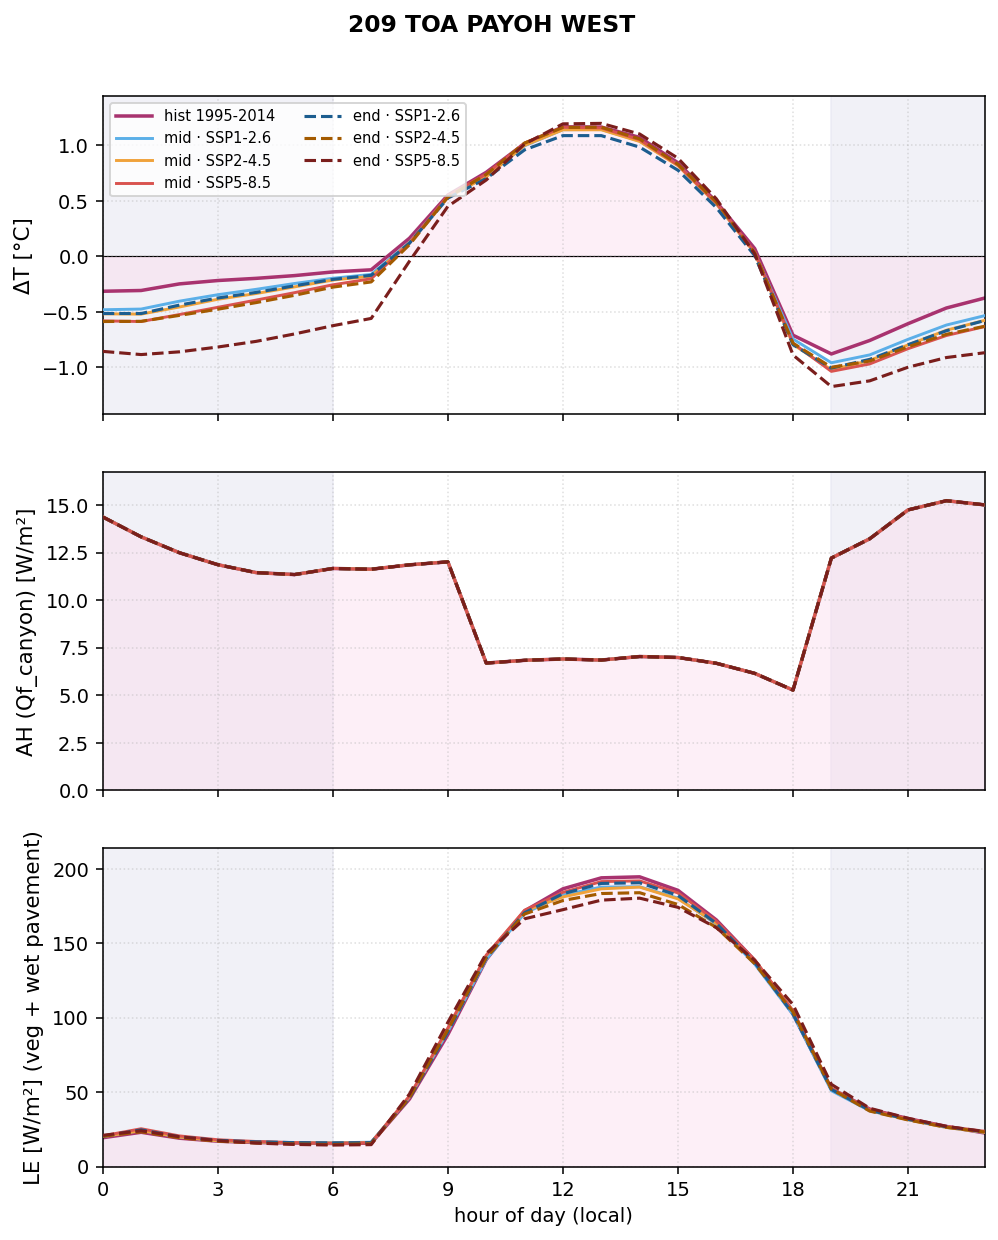 209 TOA PAYOH WEST
hist 1995-2014
mid · SSP1-2.6
mid · SSP2-4.5
mid · SSP5-8.5
end · SSP1-2.6
end · SSP2-4.5
end · SSP5-8.5
ΔT [°C]
1.0
0.5
0.0
−0.5
−1.0
AH (Qf_canyon) [W/m²]
15.0
12.5
10.0
7.5
5.0
2.5
0.0
LE [W/m²] (veg + wet pavement)
200
150
100
50
0
0 3 6 9 12 15 18 21
hour of day (local)